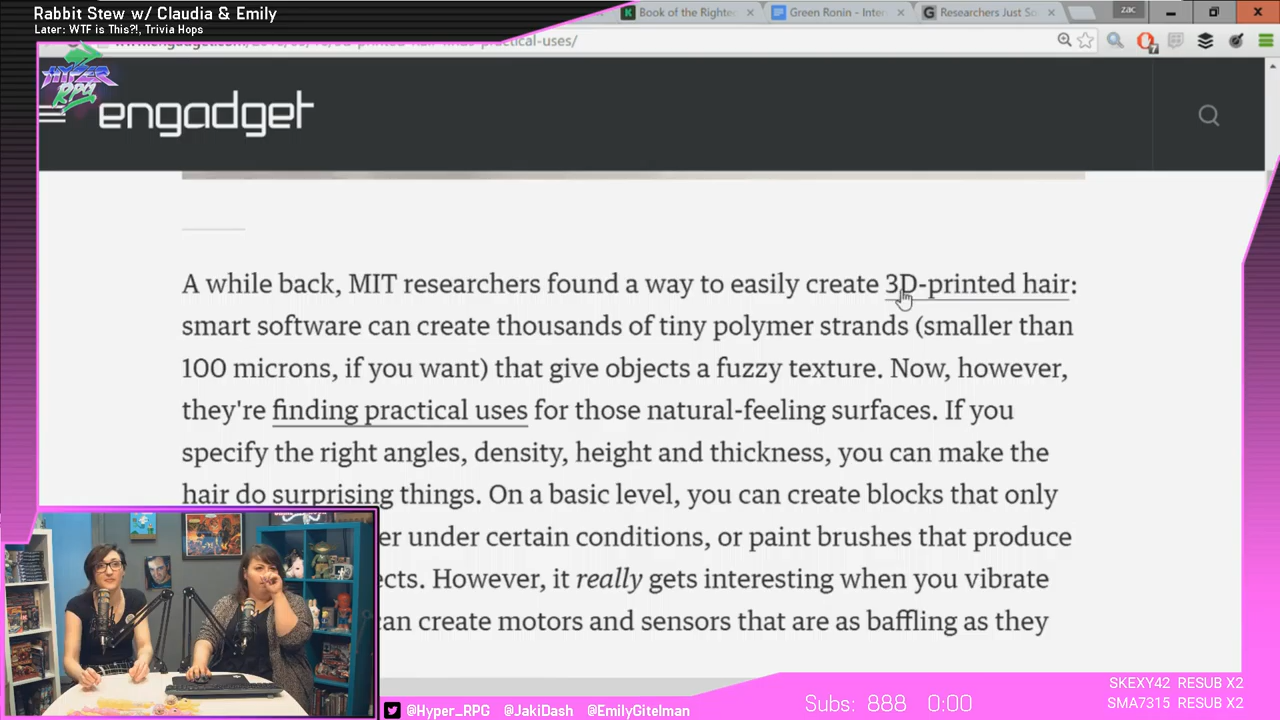 Rabbit Stew w/ Claudia & Emily
Later: WTF is This?!, Trivia Hops
Book of the Righte
Green Ronin - Inter
Researchers Just So
zac
HYPER
RPG
engadget
A while back, MIT researchers found a way to easily create 3D-printed hair:
smart software can create thousands of tiny polymer strands (smaller than
100 microns, if you want) that give objects a fuzzy texture. Now, however,
they're finding practical uses for those natural-feeling surfaces. If you
specify the right angles, density, height and thickness, you can make the
hair do surprising things. On a basic level, you can create blocks that only
er under certain conditions, or paint brushes that produce
ects. However, it really gets interesting when you vibrate
can create motors and sensors that are as baffling as they
SKEXY42 RESUB X2
Subs: 888 0:00
SMA7315 RESUB X2
@Hyper_RPG @JakiDash @EmilyGitelman